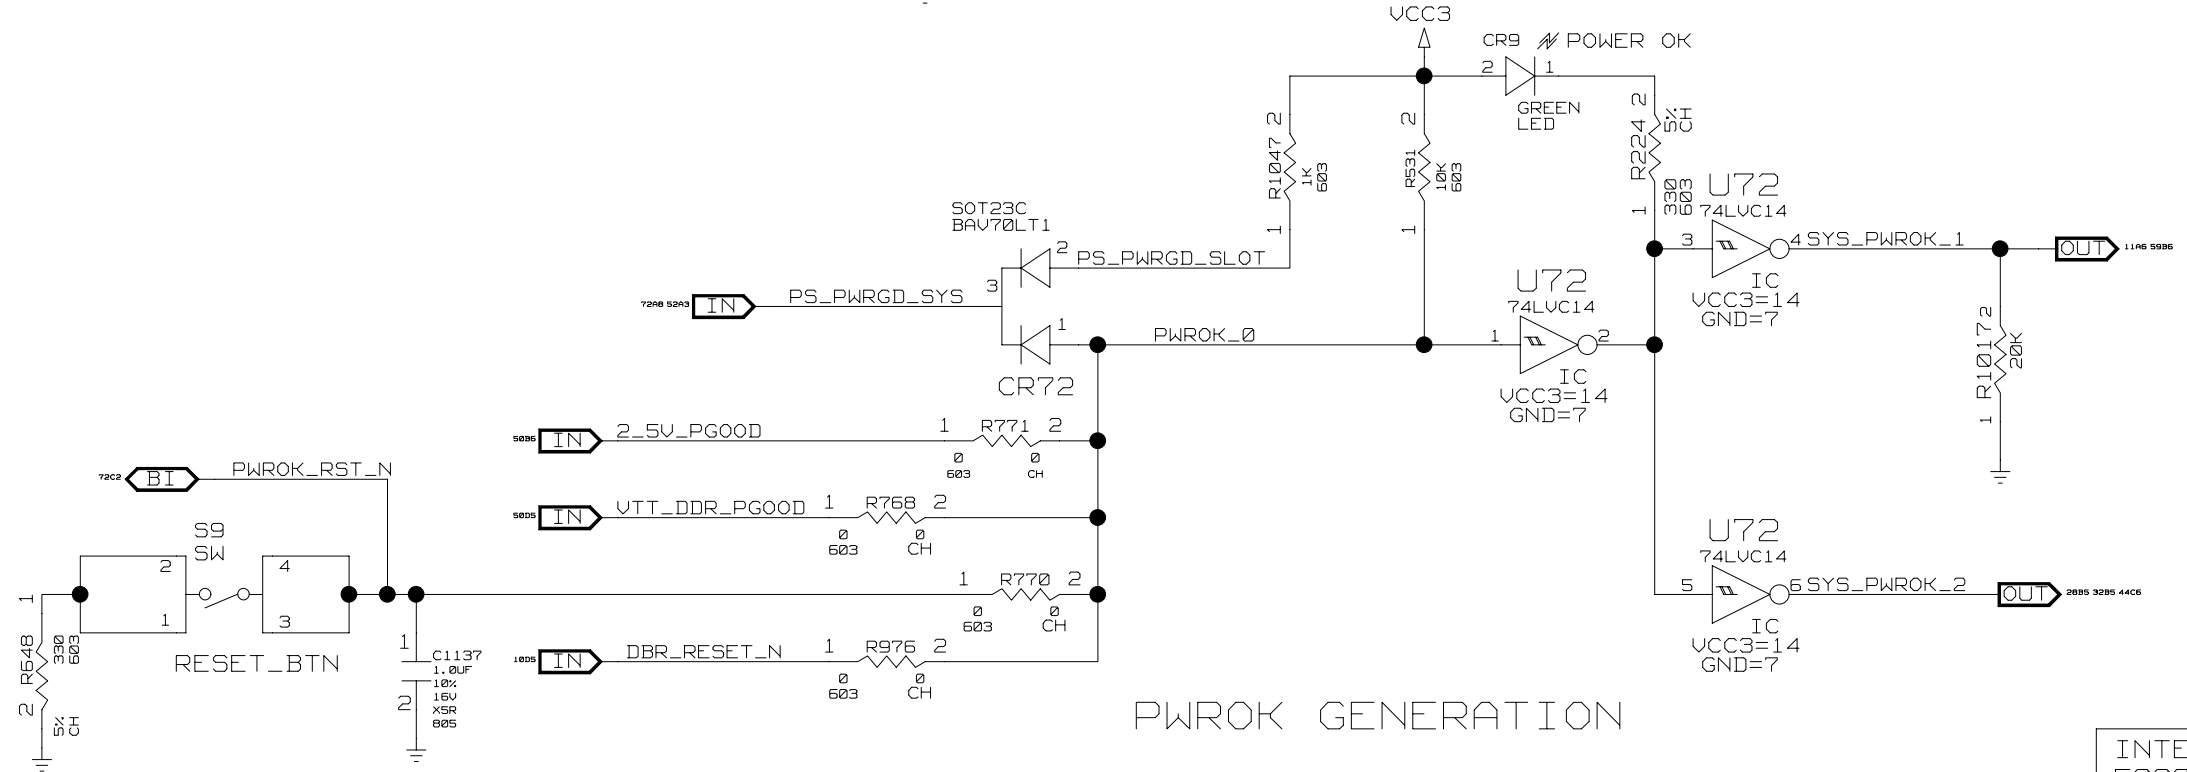 VCC3
CR9 POWER OK
2 1
GREEN
LED
2
R1047
1K
603
1
2
R531
10K
603
1
2
R224
5%
CH
330
603
1
U72
74LVC14
3
4 SYS_PWROK_1
OUT 11A6 59B6
IC
VCC3=14
GND=7
SOT23C
BAV70LT1
2 PS_PWRGD_SLOT
3
72A8 52A3 IN PS_PWRGD_SYS
1
CR72
PWROK_0
U72
74LVC14
1
2
IC
VCC3=14
GND=7
2
R1017
20K
1
50B6 IN 2_5V_PGOOD
1 R771 2
0 0
603 CH
72C2 BI PWROK_RST_N
50D5 IN VTT_DDR_PGOOD
1 R768 2
0 0
603 CH
S9
SW
2 4
1 3
RESET_BTN
1
R648
330
603
2
5%
CH
1 R770 2
0 0
603 CH
1
C1137
1.0UF
10%
16V
X5R
805
2
10D5 IN DBR_RESET_N
1 R976 2
0 0
603 CH
U72
74LVC14
5
6 SYS_PWROK_2
OUT 28B5 32B5 44C6
IC
VCC3=14
GND=7
PWROK GENERATION
INTE